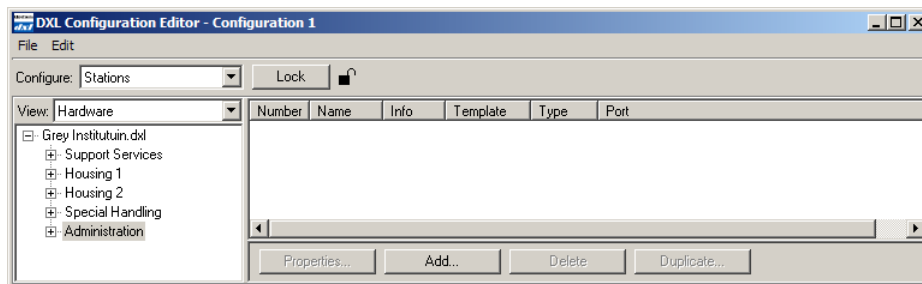 DXL Configuration Editor - Configuration 1
File Edit
Configure: Stations Lock
View: Hardware
Number Name Info Template Type Port
Grey Institutuin.dxl
Support Services
Housing 1
Housing 2
Special Handling
Administration
Properties... Add... Delete Duplicate...